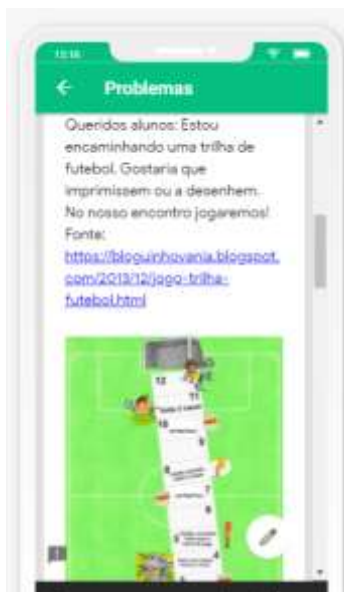 13:16
Problemas
Queridos alunos: Estou
encaminhando uma trilha de
futebol. Gostaria que
imprimissem ou a desenhem.
No nosso encontro jogaremos!
Fonte:
https://bloguinhovania.blogspot.
com/2013/12/jogo-trilha-
futebol.html
12
11
10
9
8
7
6
5
4